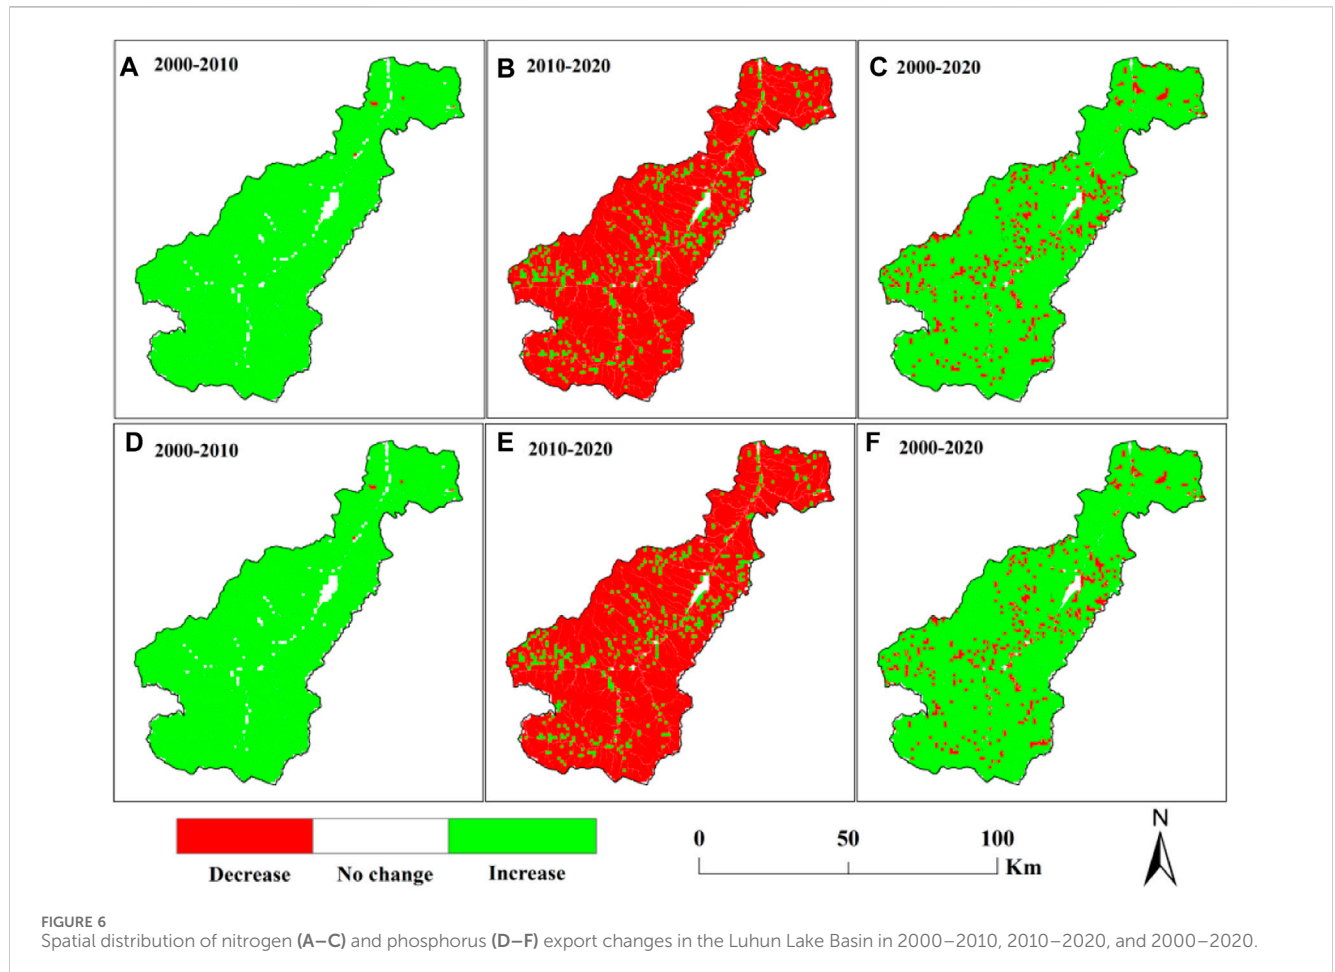 A 2000-2010
B 2010-2020
C 2000-2020
D 2000-2010
E 2010-2020
F 2000-2020
Decrease No change Increase
0 50 100 Km
N
FIGURE 6
Spatial distribution of nitrogen (A–C) and phosphorus (D–F) export changes in the Luhun Lake Basin in 2000–2010, 2010–2020, and 2000–2020.